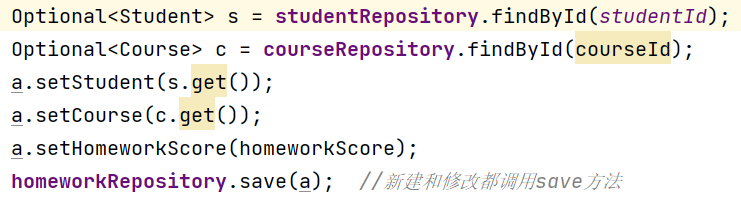 Optional<Student> s = studentRepository.findById(studentId);
Optional<Course> c = courseRepository.findById(courseId);
a.setStudent(s.get());
a.setCourse(c.get());
a.setHomeworkScore(homeworkScore);
homeworkRepository.save(a);  //新建和修改都调用save方法